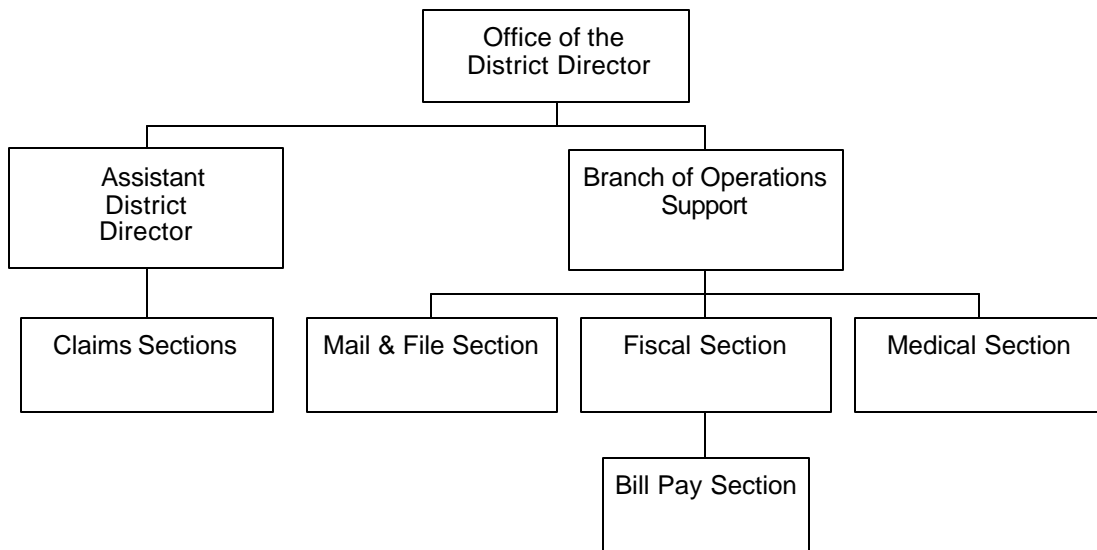 Office of the
District Director
Assistant
District
Director
Branch of Operations
Support
Claims Sections
Mail & File Section
Fiscal Section
Medical Section
Bill Pay Section